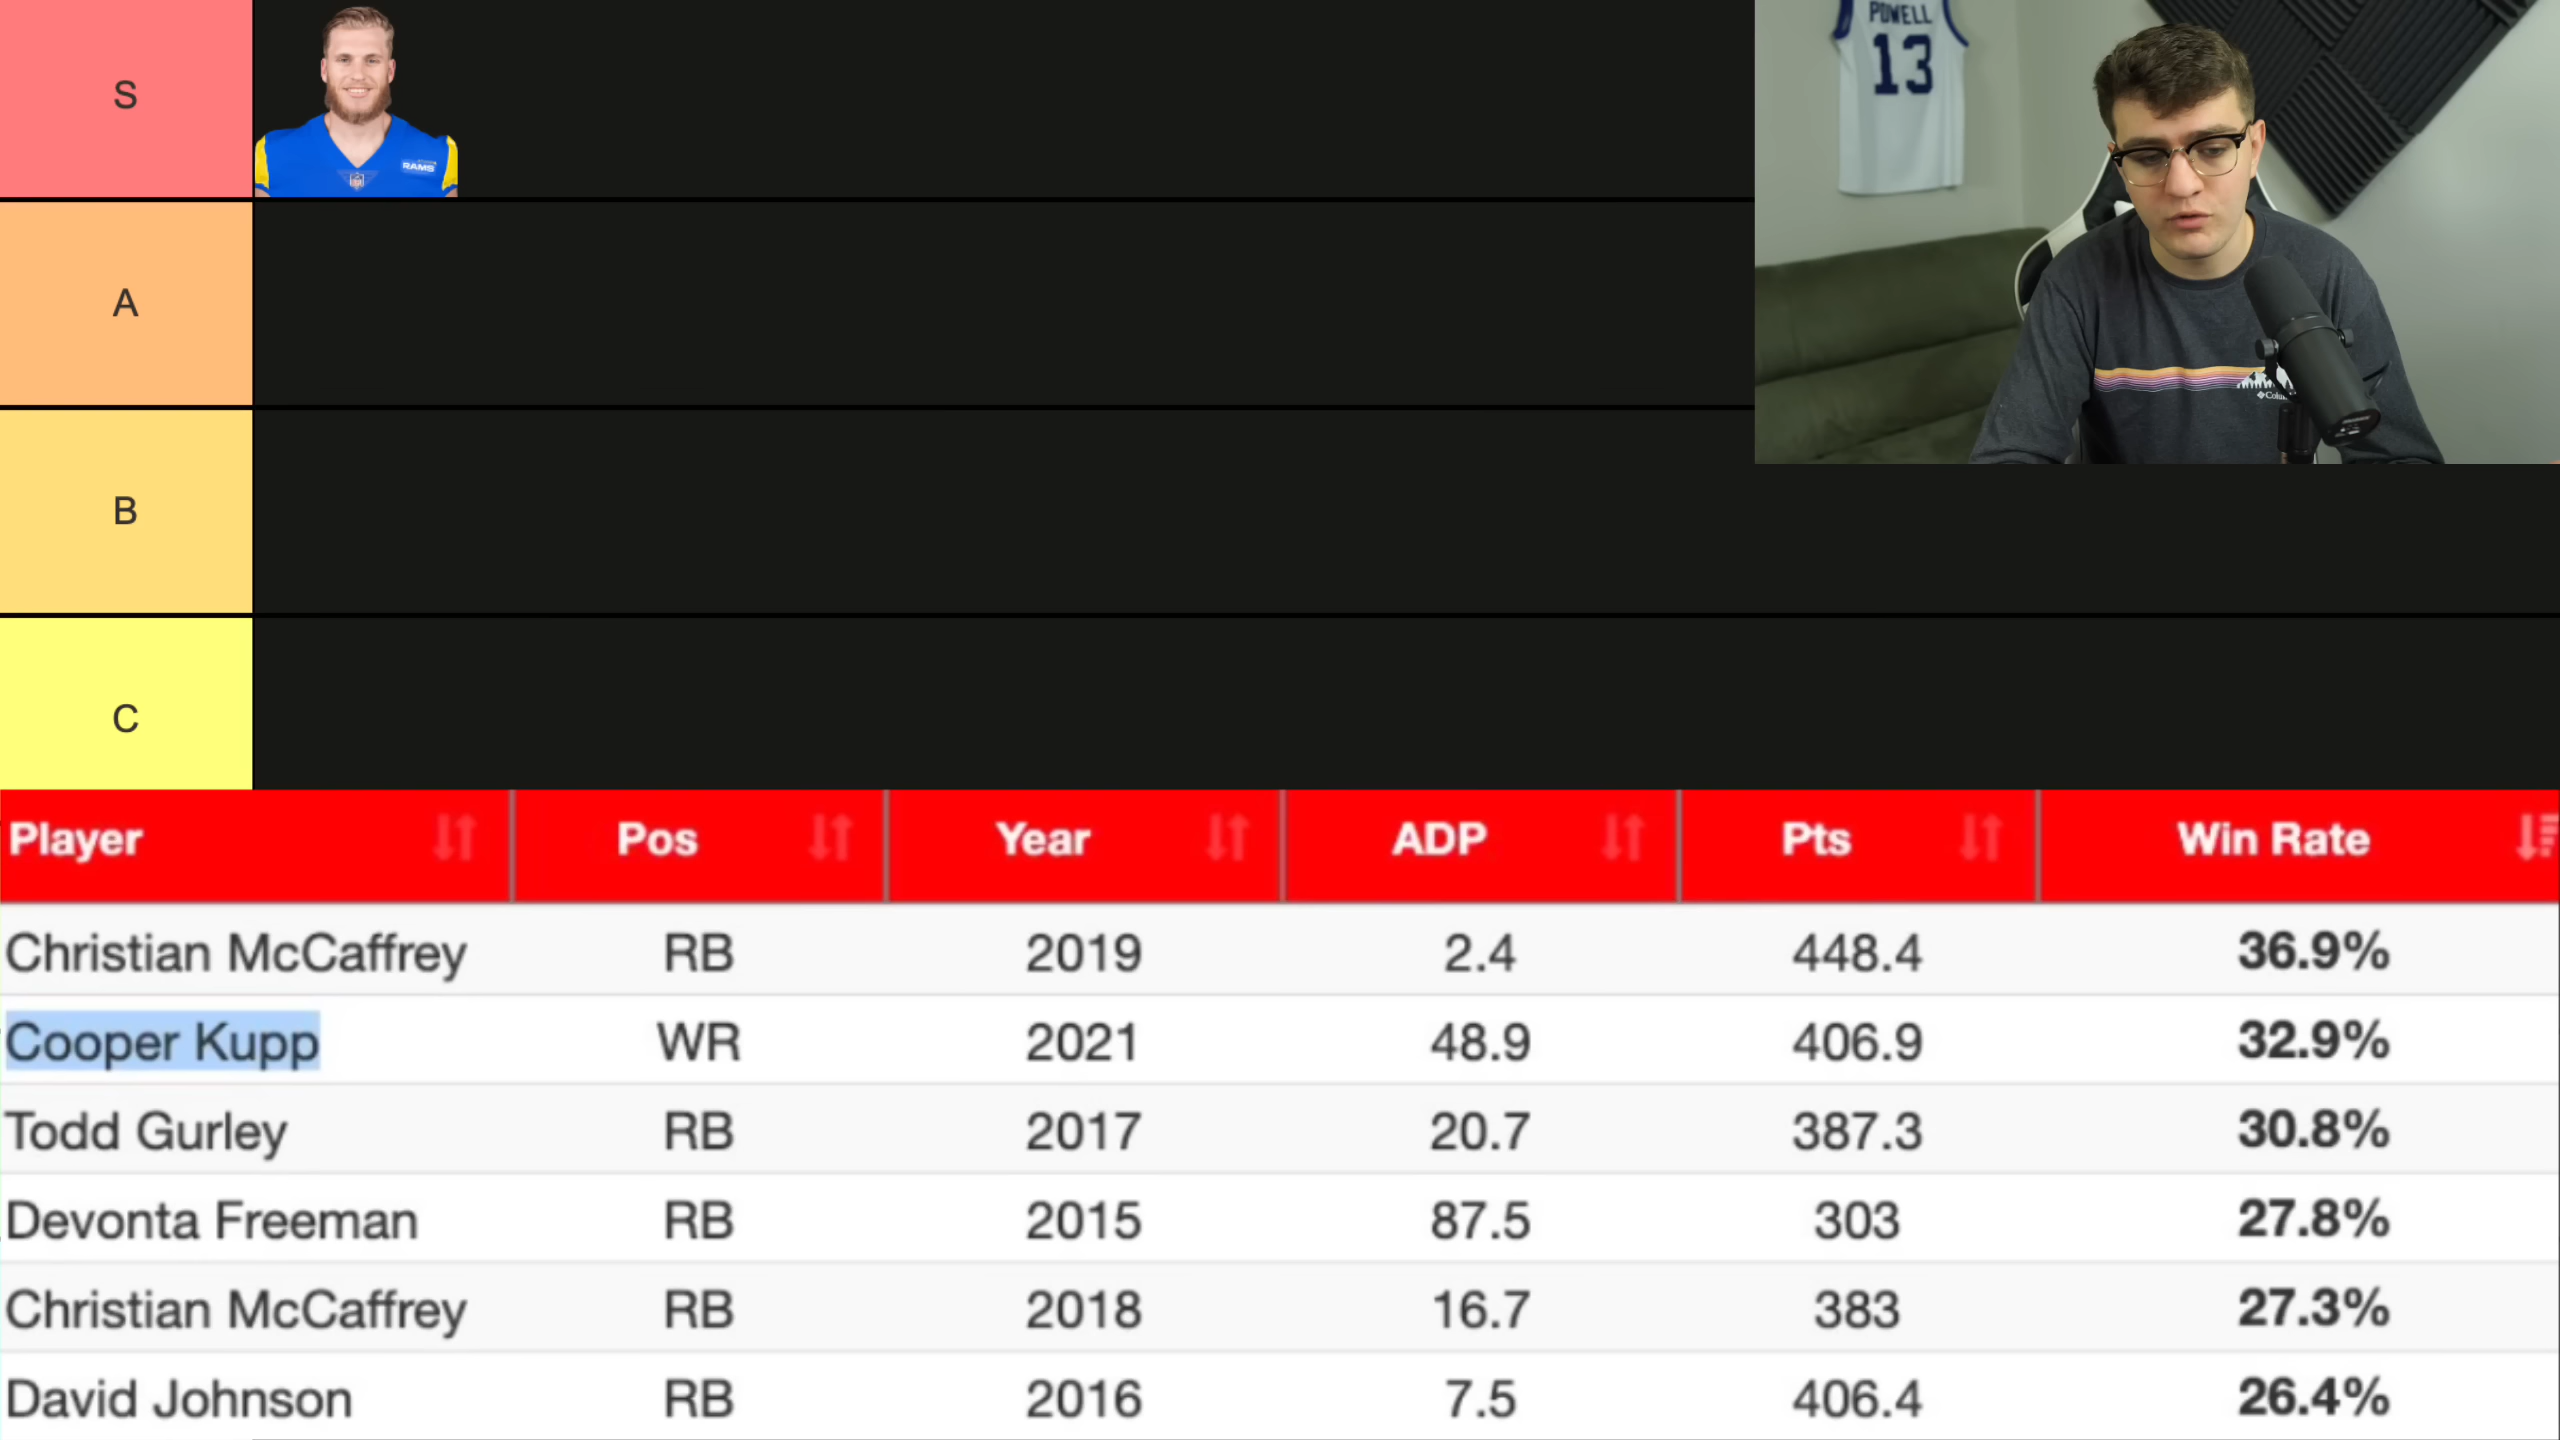 S
RAMS
POWELL
13
A
B
C
Player Pos Year ADP Pts Win Rate
Christian McCaffrey RB 2019 2.4 448.4 36.9%
Cooper Kupp WR 2021 48.9 406.9 32.9%
Todd Gurley RB 2017 20.7 387.3 30.8%
Devonta Freeman RB 2015 87.5 303 27.8%
Christian McCaffrey RB 2018 16.7 383 27.3%
David Johnson RB 2016 7.5 406.4 26.4%